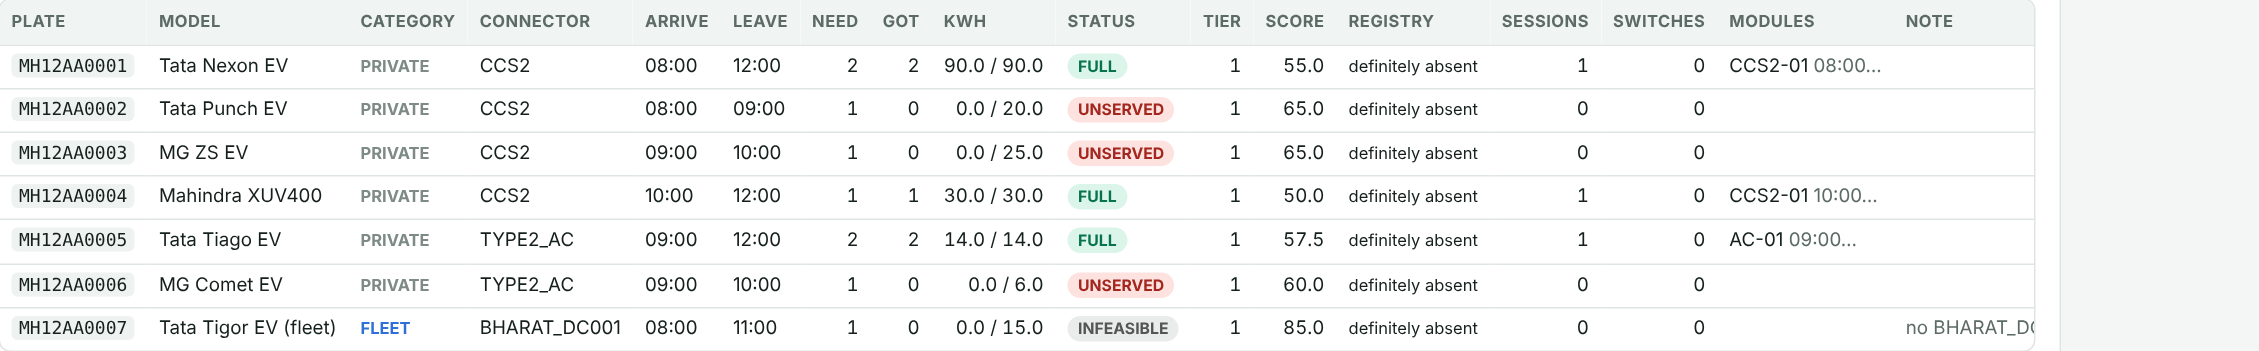 PLATE MODEL CATEGORY CONNECTOR ARRIVE LEAVE NEED GOT KWH STATUS TIER SCORE REGISTRY SESSIONS SWITCHES MODULES NOTE
MH12AA0001 Tata Nexon EV PRIVATE CCS2 08:00 12:00 2 2 90.0 / 90.0 FULL 1 55.0 definitely absent 1 0 CCS2-01 08:00...
MH12AA0002 Tata Punch EV PRIVATE CCS2 08:00 09:00 1 0 0.0 / 20.0 UNSERVED 1 65.0 definitely absent 0 0
MH12AA0003 MG ZS EV PRIVATE CCS2 09:00 10:00 1 0 0.0 / 25.0 UNSERVED 1 65.0 definitely absent 0 0
MH12AA0004 Mahindra XUV400 PRIVATE CCS2 10:00 12:00 1 1 30.0 / 30.0 FULL 1 50.0 definitely absent 1 0 CCS2-01 10:00...
MH12AA0005 Tata Tiago EV PRIVATE TYPE2_AC 09:00 12:00 2 2 14.0 / 14.0 FULL 1 57.5 definitely absent 1 0 AC-01 09:00...
MH12AA0006 MG Comet EV PRIVATE TYPE2_AC 09:00 10:00 1 0 0.0 / 6.0 UNSERVED 1 60.0 definitely absent 0 0
MH12AA0007 Tata Tigor EV (fleet) FLEET BHARAT_DC001 08:00 11:00 1 0 0.0 / 15.0 INFEASIBLE 1 85.0 definitely absent 0 0 no